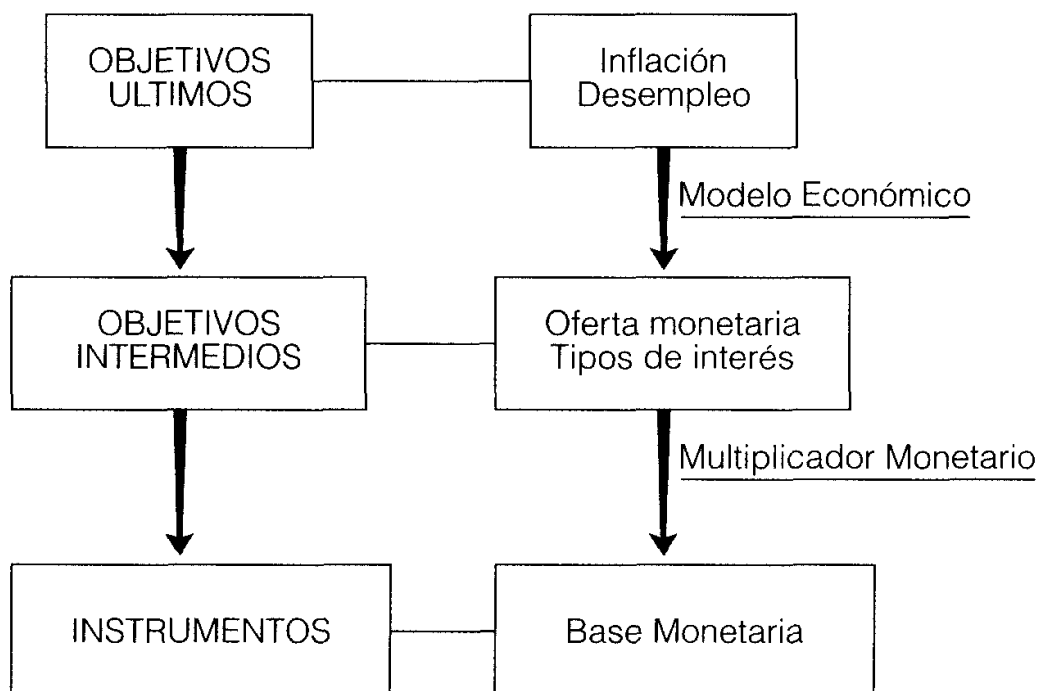 OBJETIVOS
ULTIMOS
Inflación
Desempleo
Modelo Económico
OBJETIVOS
INTERMEDIOS
Oferta monetaria
Tipos de interés
Multiplicador Monetario
INSTRUMENTOS
Base Monetaria